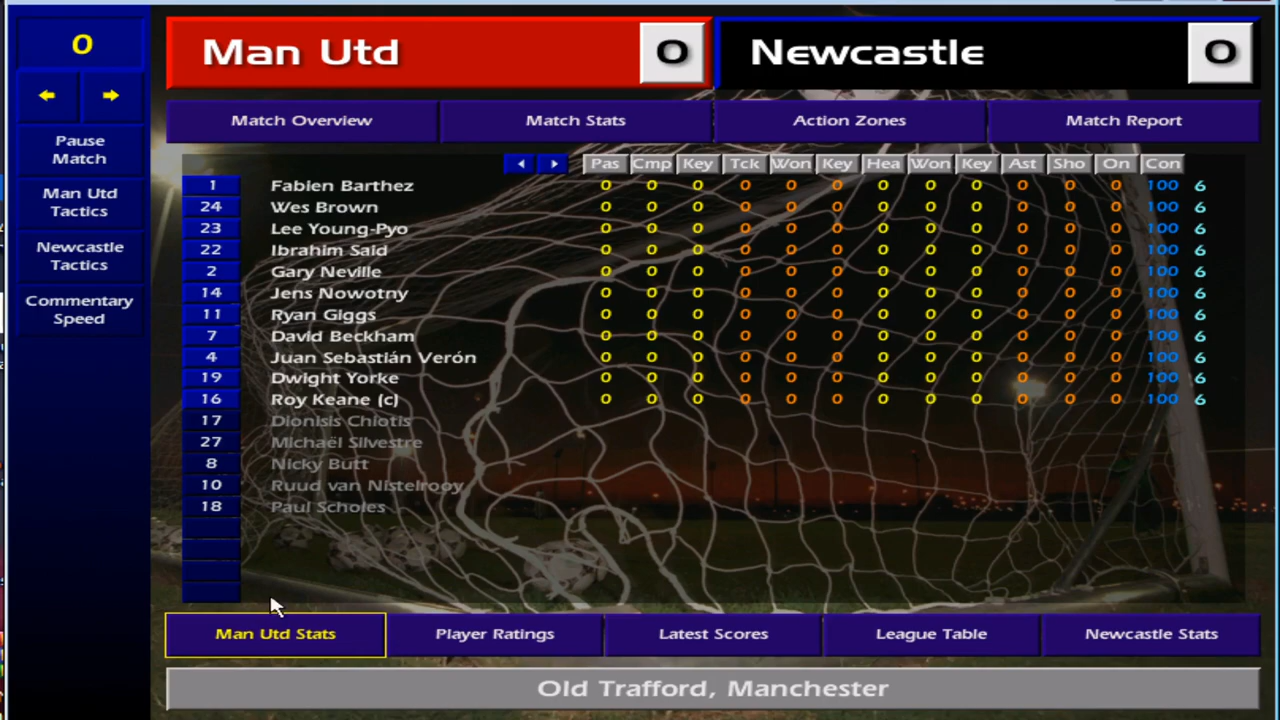 0
Man Utd 0 Newcastle 0
Match Overview Match Stats Action Zones Match Report
Pause Match
Man Utd Tactics
Newcastle Tactics
Commentary Speed
Pas Cmp Key Tck Won Key Hea Won Key Ast Sho On Con
1 Fabien Barthez 0 0 0 0 0 0 0 0 0 0 0 0 100 6
24 Wes Brown 0 0 0 0 0 0 0 0 0 0 0 0 100 6
23 Lee Young-Pyo 0 0 0 0 0 0 0 0 0 0 0 0 100 6
22 Ibrahim Said 0 0 0 0 0 0 0 0 0 0 0 0 100 6
2 Gary Neville 0 0 0 0 0 0 0 0 0 0 0 0 100 6
14 Jens Nowotny 0 0 0 0 0 0 0 0 0 0 0 0 100 6
11 Ryan Giggs 0 0 0 0 0 0 0 0 0 0 0 0 100 6
7 David Beckham 0 0 0 0 0 0 0 0 0 0 0 0 100 6
4 Juan Sebastián Verón 0 0 0 0 0 0 0 0 0 0 0 0 100 6
19 Dwight Yorke 0 0 0 0 0 0 0 0 0 0 0 0 100 6
16 Roy Keane (c) 0 0 0 0 0 0 0 0 0 0 0 0 100 6
17 Dionisis Chiotis
27 Michaël Silvestre
8 Nicky Butt
10 Ruud van Nistelrooy
18 Paul Scholes
Man Utd Stats Player Ratings Latest Scores League Table Newcastle Stats
Old Trafford, Manchester